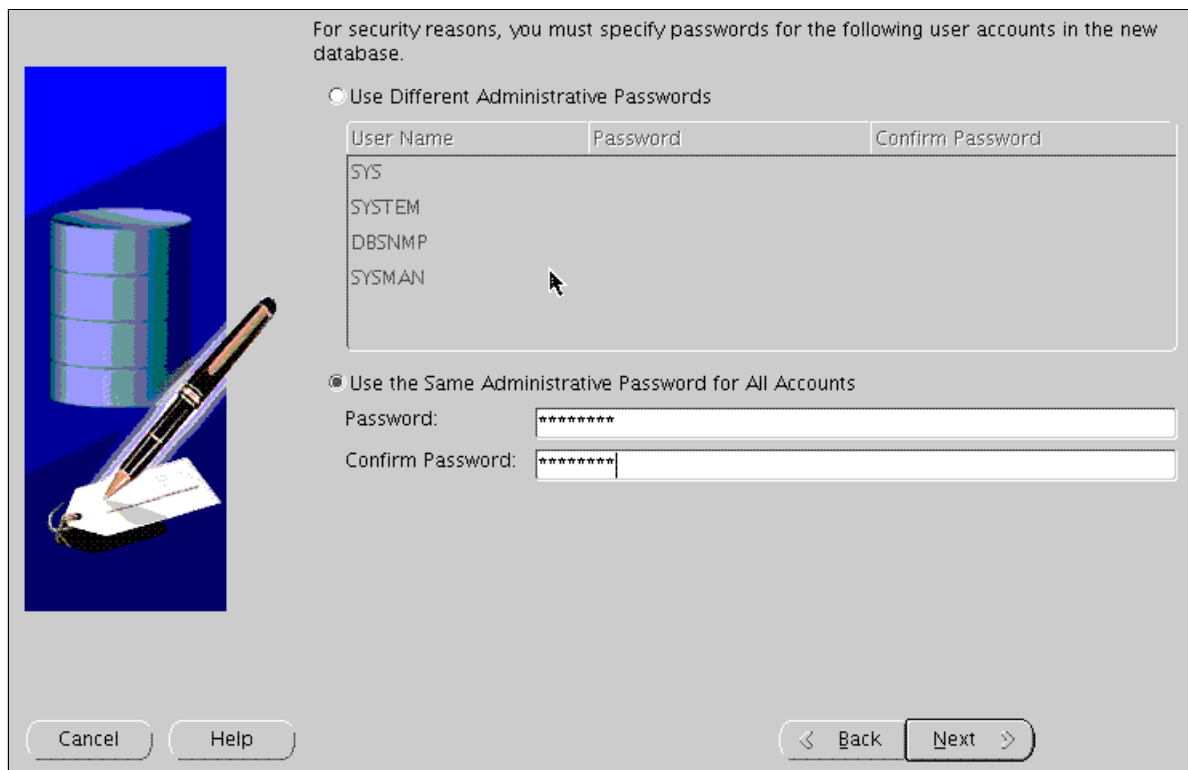 For security reasons, you must specify passwords for the following user accounts in the new
database.
Use Different Administrative Passwords
User Name Password Confirm Password
SYS
SYSTEM
DBSNMP
SYSMAN
Use the Same Administrative Password for All Accounts
Password: ********
Confirm Password: ********
Cancel Help Back Next